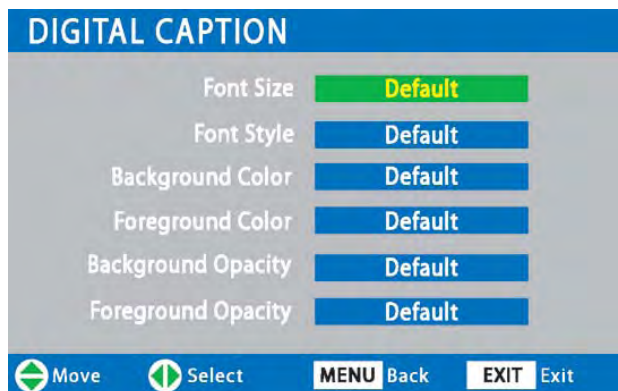 DIGITAL CAPTION
Font Size Default
Font Style Default
Background Color Default
Foreground Color Default
Background Opacity Default
Foreground Opacity Default
Move Select MENU Back EXIT Exit